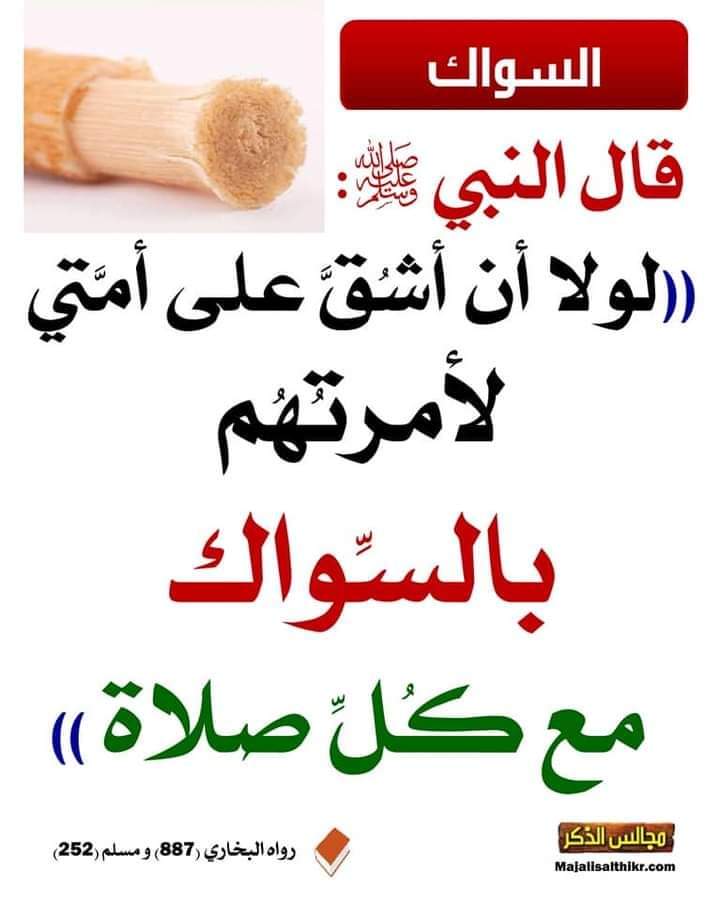 السواك
قال النبي ﷺ :
((لولا أن أشُقَّ على أمَّتي
لأمرتُهُم
بالسِّواك
مع كُلِّ صلاة ))
رواه البخاري (887) و مسلم (252)
مجالس الذكر
Majalisalthikr.com